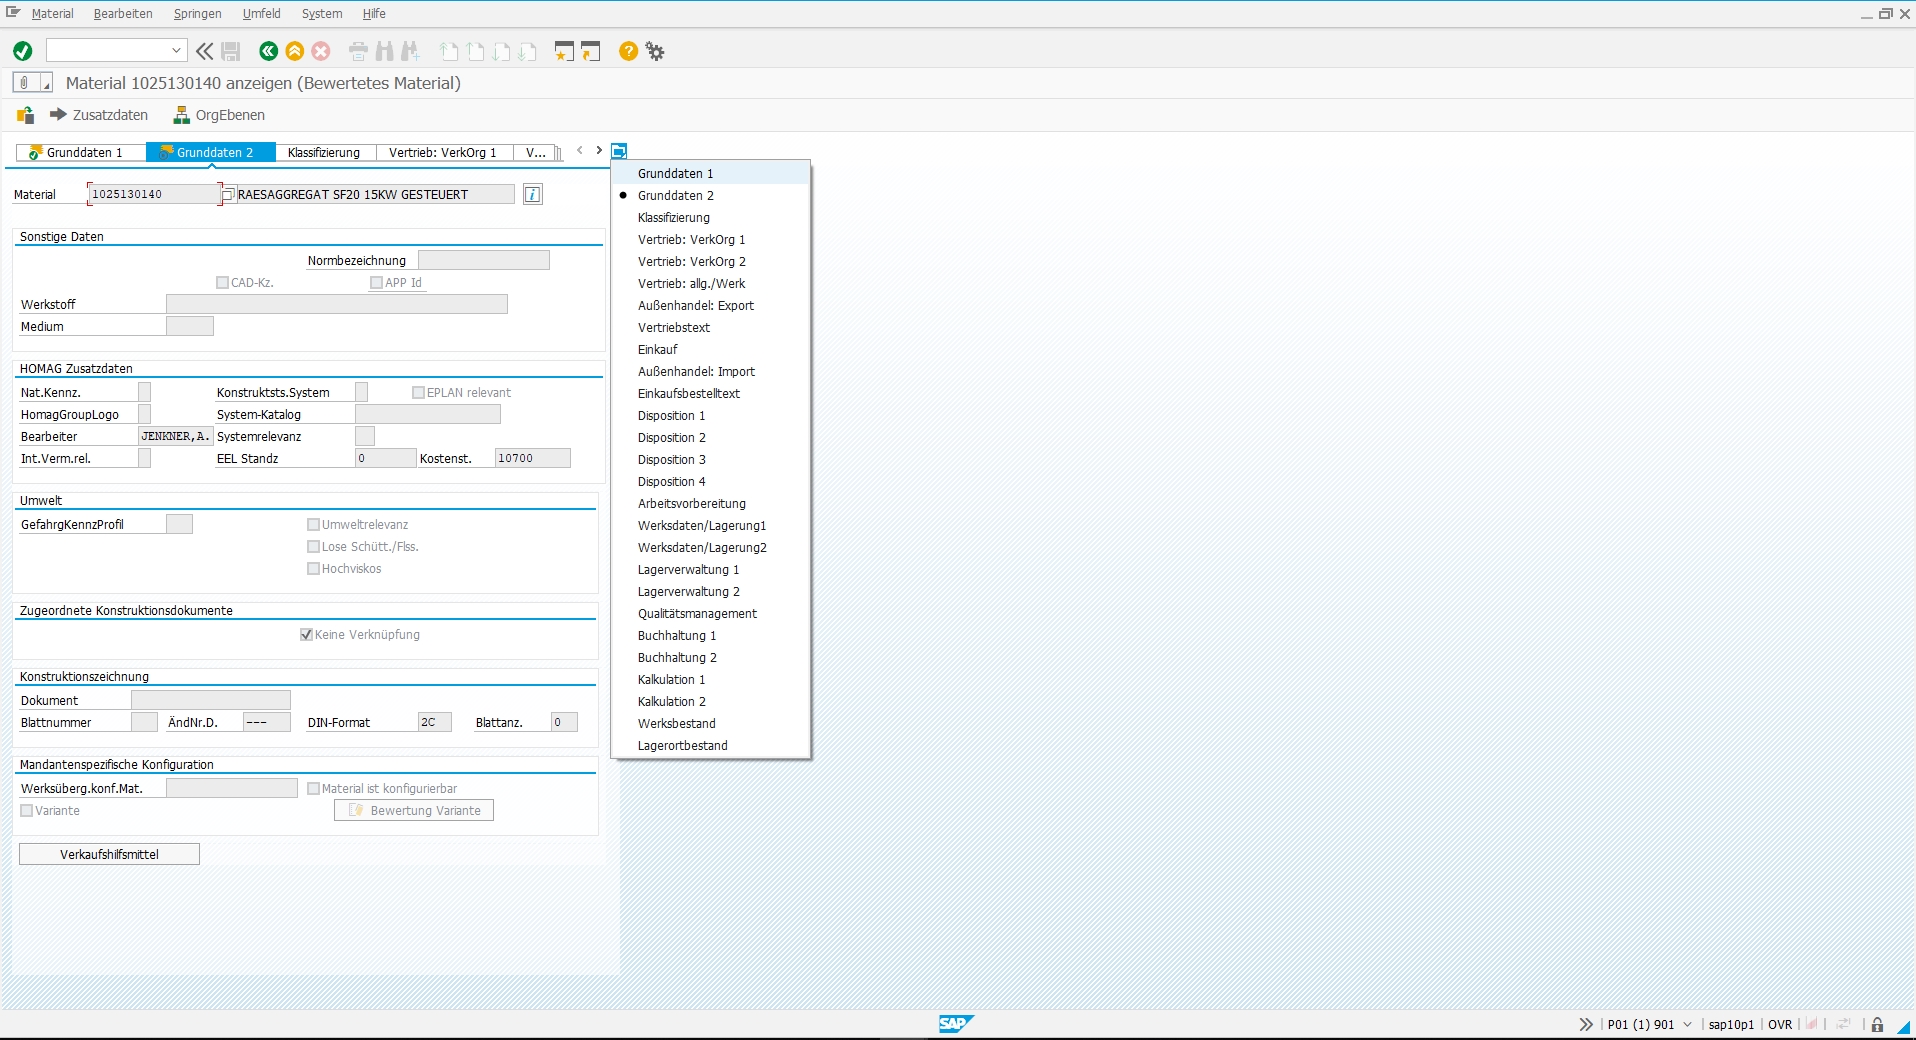 Material Bearbeiten Springen Umfeld System Hilfe
Material 1025130140 anzeigen (Bewertetes Material)
Zusatzdaten OrgEbenen
Grunddaten 1 Grunddaten 2 Klassifizierung Vertrieb: VerkOrg 1 V...
Material 1025130140 RAESAGGREGAT SF20 15KW GESTEUERT
Sonstige Daten
Normbezeichnung
CAD-Kz. APP Id
Werkstoff
Medium
HOMAG Zusatzdaten
Nat.Kennz. Konstruktsts.System EPLAN relevant
HomagGroupLogo System-Katalog
Bearbeiter JENKNER,A. Systemrelevanz
Int.Verm.rel. EEL Standz 0 Kostenst. 10700
Umwelt
GefahrgKennzProfil Umweltrelevanz
Lose Schütt./Flss.
Hochviskos
Zugeordnete Konstruktionsdokumente
Keine Verknüpfung
Konstruktionszeichnung
Dokument
Blattnummer ÄndNr.D. --- DIN-Format 2C Blattanz. 0
Mandantenspezifische Konfiguration
Werksüberg.konf.Mat. Material ist konfigurierbar
Variante Bewertung Variante
Verkaufshilfsmittel
Grunddaten 1
Grunddaten 2
Klassifizierung
Vertrieb: VerkOrg 1
Vertrieb: VerkOrg 2
Vertrieb: allg./Werk
Außenhandel: Export
Vertriebstext
Einkauf
Außenhandel: Import
Einkaufsbestelltext
Disposition 1
Disposition 2
Disposition 3
Disposition 4
Arbeitsvorbereitung
Werksdaten/Lagerung1
Werksdaten/Lagerung2
Lagerverwaltung 1
Lagerverwaltung 2
Qualitätsmanagement
Buchhaltung 1
Buchhaltung 2
Kalkulation 1
Kalkulation 2
Werksbestand
Lagerortbestand
SAP P01 (1) 901 sap10p1 OVR